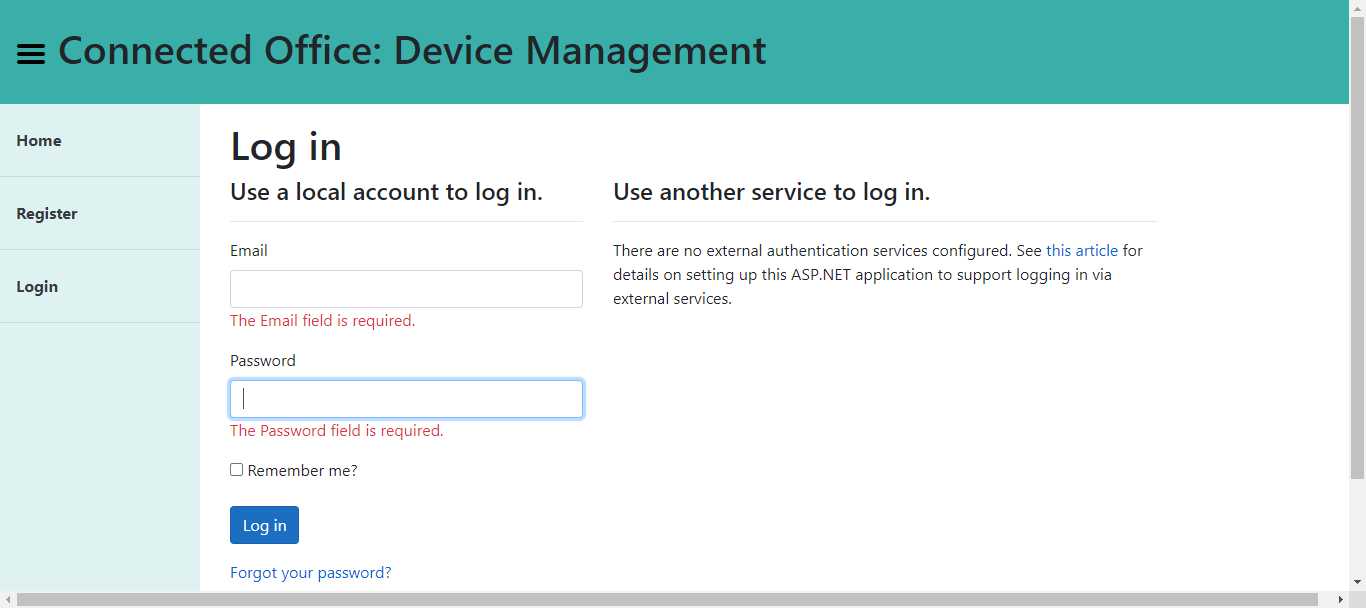 Connected Office: Device Management
Home
Register
Login
Log in
Use a local account to log in.
Email
The Email field is required.
Password
The Password field is required.
Remember me?
Log in
Forgot your password?
Use another service to log in.
There are no external authentication services configured. See this article for
details on setting up this ASP.NET application to support logging in via
external services.